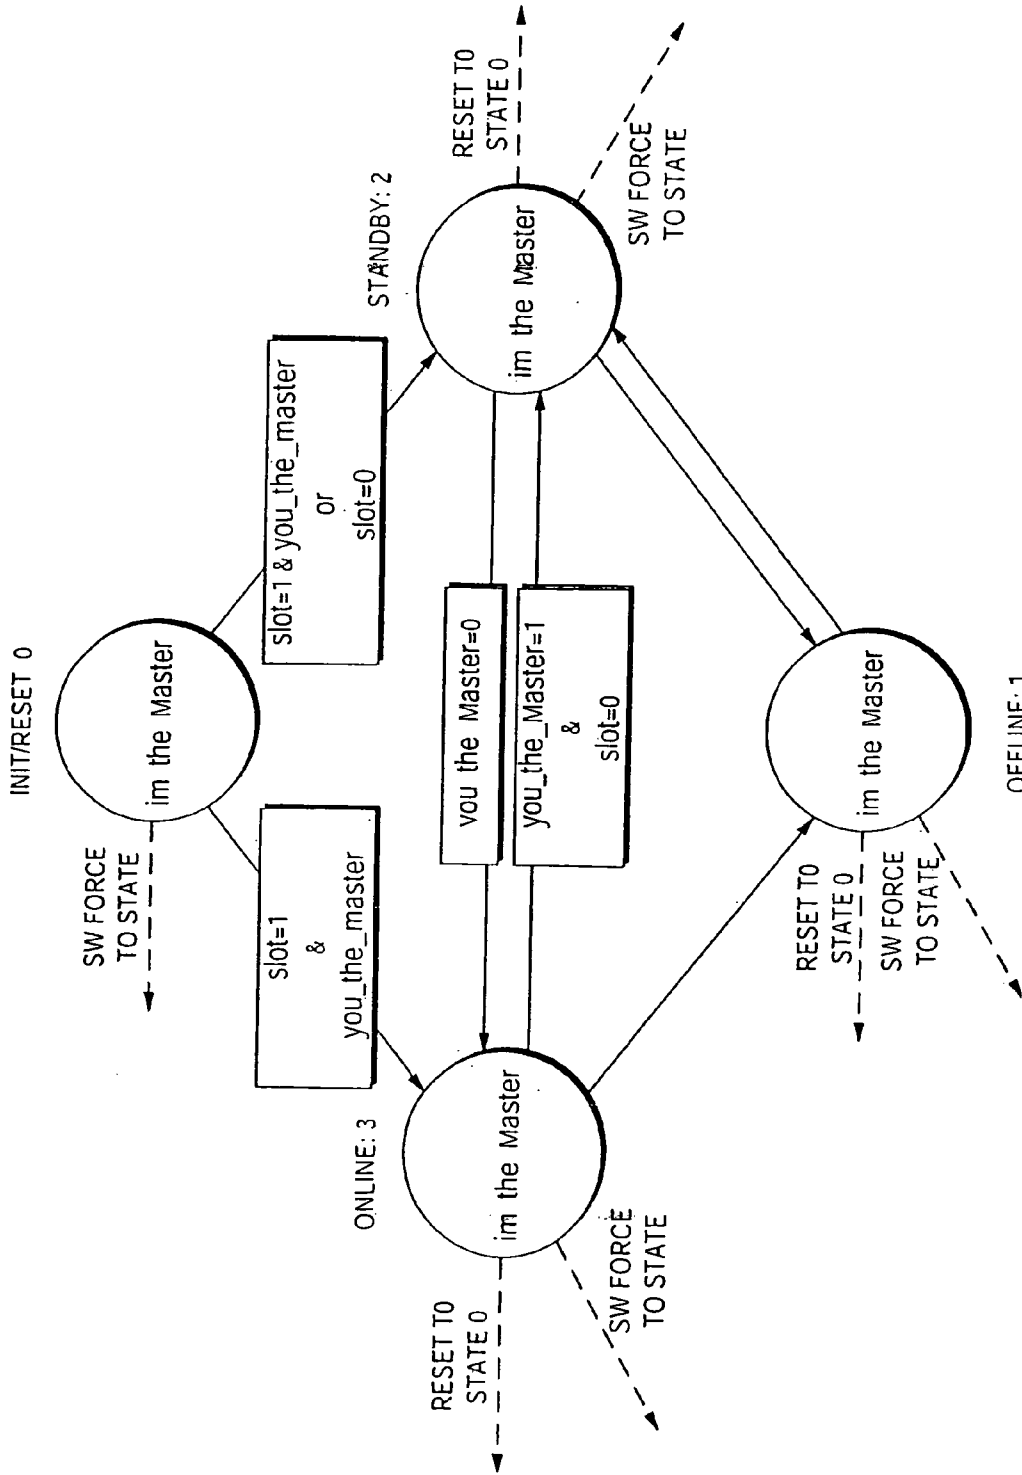 INIT/RESET 0
im the Master
SW FORCE
TO STATE
slot=1
&
you_the_master
slot=1 & you_the_master
or
slot=0
ONLINE: 3
im the Master
RESET TO
STATE 0
SW FORCE
TO STATE
vou the Master=0
you_the_Master=1
&
slot=0
STANDBY: 2
im the Master
RESET TO
STATE 0
SW FORCE
TO STATE
im the Master
RESET TO
STATE 0
SW FORCE
TO STATE
OFFLINE: 1